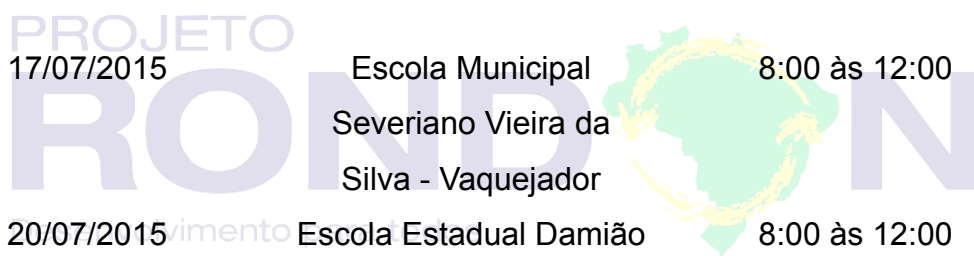 PROJETO
17/07/2015 Escola Municipal 8:00 às 12:00
Severiano Vieira da
RONDON
Silva - Vaquejador
20/07/2015 Escola Estadual Damião 8:00 às 12:00